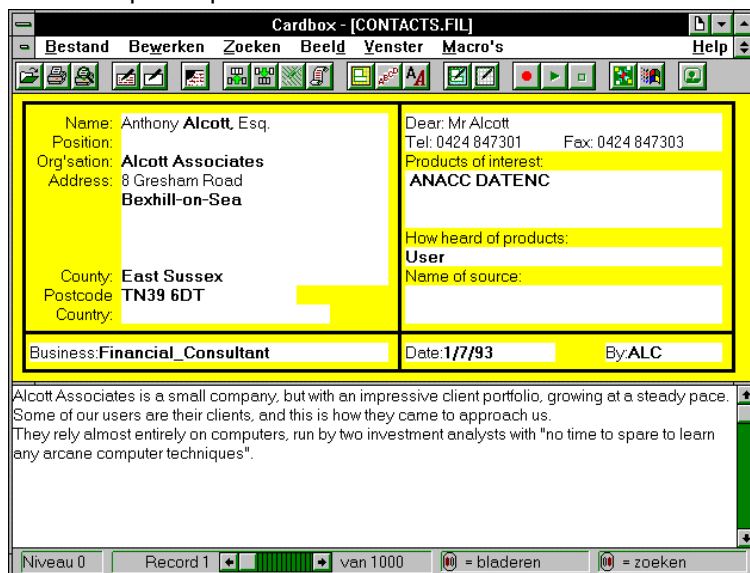 Cardbox - [CONTACTS.FIL]
Bestand Bewerken Zoeken Beeld Venster Macro's Help
Name: Anthony Alcott, Esq.
Position:
Org'sation: Alcott Associates
Address: 8 Gresham Road
Bexhill-on-Sea
County: East Sussex
Postcode TN39 6DT
Country:
Dear: Mr Alcott
Tel: 0424 847301 Fax: 0424 847303
Products of interest:
ANACC DATENC
How heard of products:
User
Name of source:
Business:Financial_Consultant
Date:1/7/93 By:ALC
Alcott Associates is a small company, but with an impressive client portfolio, growing at a steady pace.
Some of our users are their clients, and this is how they came to approach us.
They rely almost entirely on computers, run by two investment analysts with "no time to spare to learn
any arcane computer techniques".
Niveau 0 Record 1 van 1000 = bladeren = zoeken